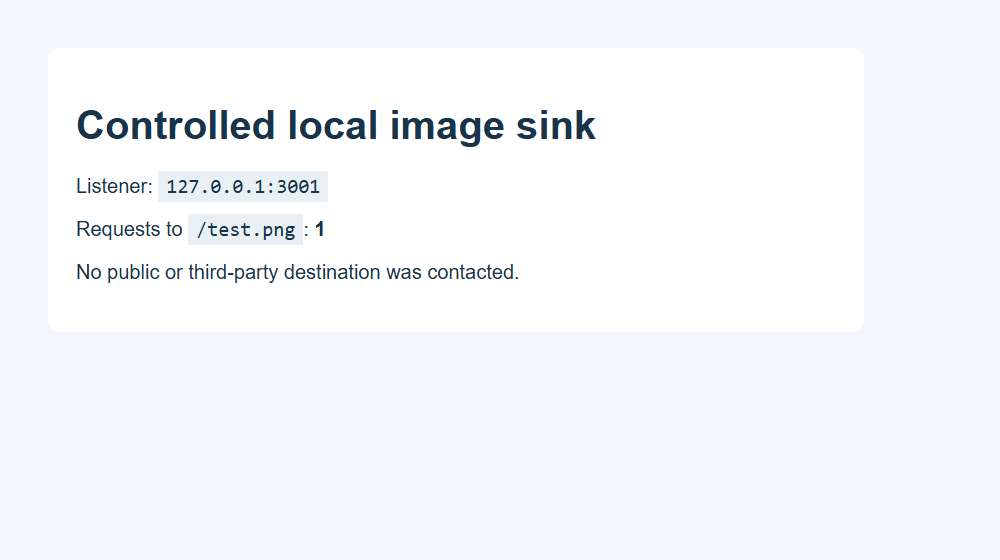 Controlled local image sink
Listener: 127.0.0.1:3001
Requests to /test.png: 1
No public or third-party destination was contacted.